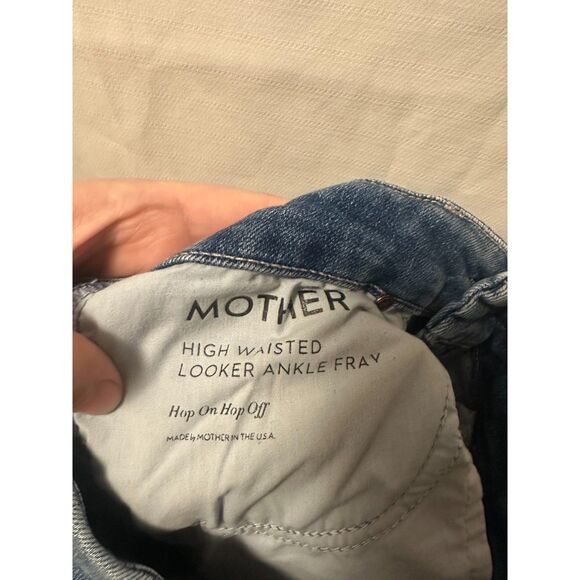 MOTHER
HIGH WAISTED
LOOKER ANKLE FRAY
Hop On Hop Off
MADE by MOTHER IN THE U.S.A.